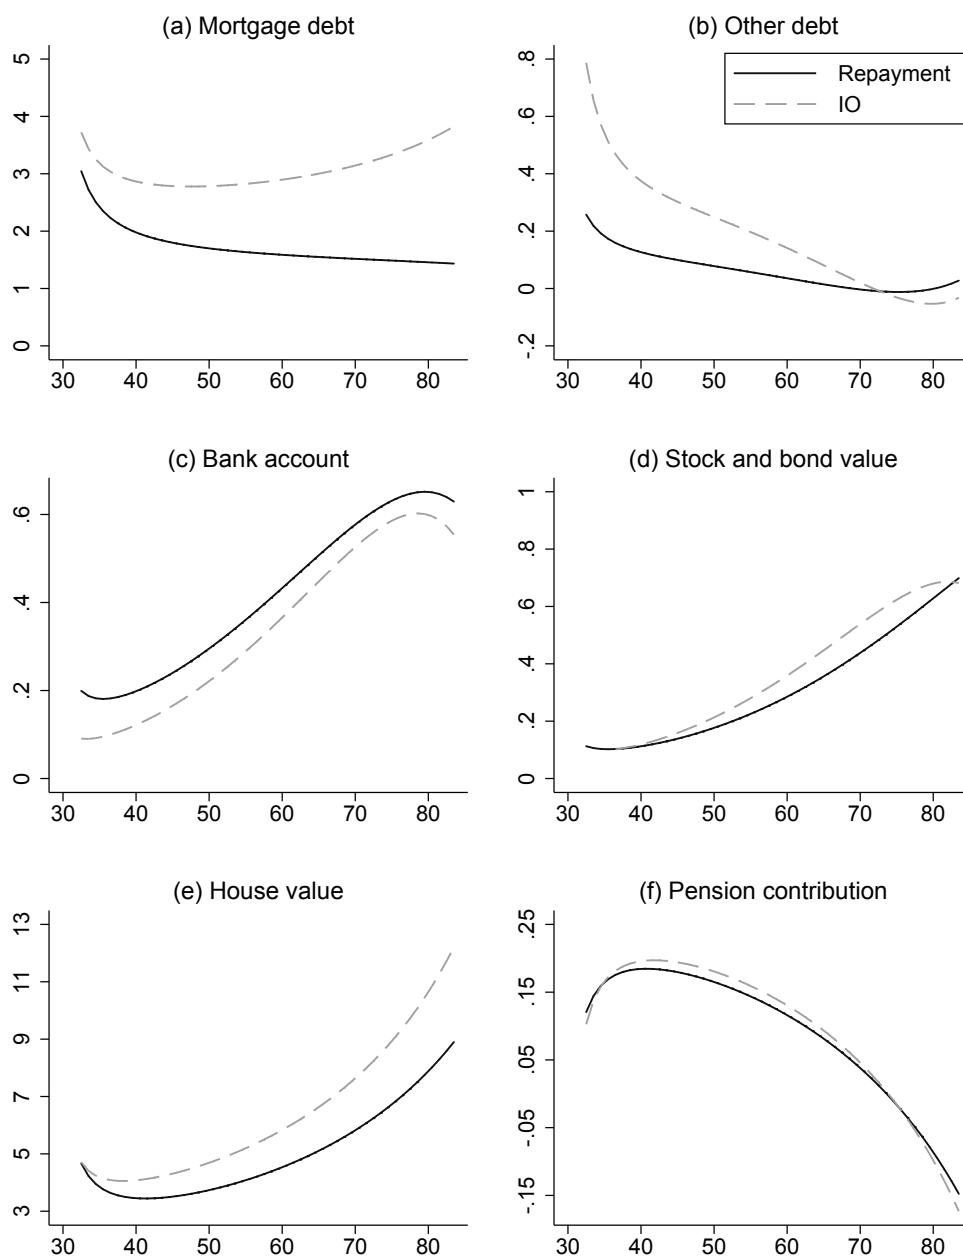 (a) Mortgage debt
5
4
3
2
1
0
30 40 50 60 70 80
(b) Other debt
.8
.6
.4
.2
0
-.2
30 40 50 60 70 80
Repayment
IO
(c) Bank account
.6
.4
.2
0
30 40 50 60 70 80
(d) Stock and bond value
1
.8
.6
.4
.2
0
30 40 50 60 70 80
(e) House value
13
11
9
7
5
3
30 40 50 60 70 80
(f) Pension contribution
.25
.15
.05
-.05
-.15
30 40 50 60 70 80